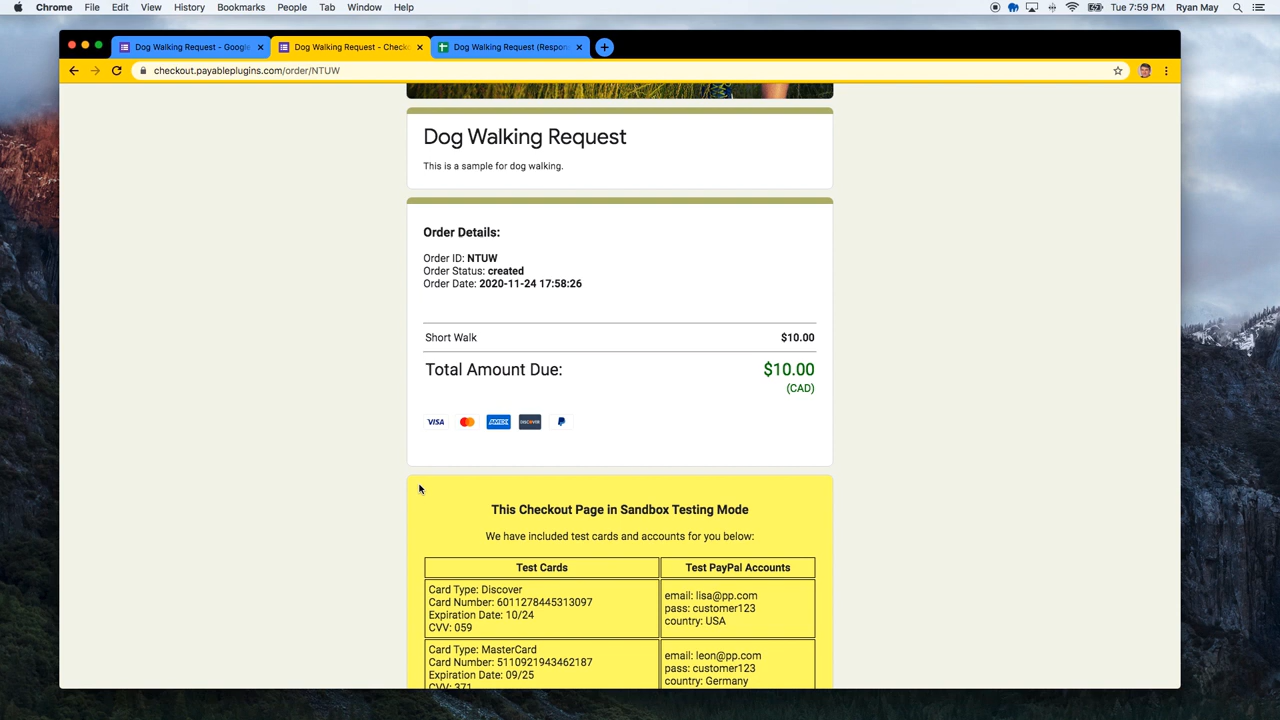 Chrome File Edit View History Bookmarks People Tab Window Help Tue 7:59 PM Ryan May
Dog Walking Request - Google Dog Walking Request - Check Dog Walking Request (Respon
checkout.payableplugins.com/order/NTUW
Dog Walking Request
This is a sample for dog walking.
Order Details:
Order ID: NTUW
Order Status: created
Order Date: 2020-11-24 17:58:26
Short Walk $10.00
Total Amount Due: $10.00
(CAD)
VISA AMEX DISCOVER
This Checkout Page in Sandbox Testing Mode
We have included test cards and accounts for you below:
Test Cards Test PayPal Accounts
Card Type: Discover
Card Number: 6011278445313097
Expiration Date: 10/24
CVV: 059
email: lisa@pp.com
pass: customer123
country: USA
Card Type: MasterCard
Card Number: 5110921943462187
Expiration Date: 09/25
CVV: 371
email: leon@pp.com
pass: customer123
country: Germany